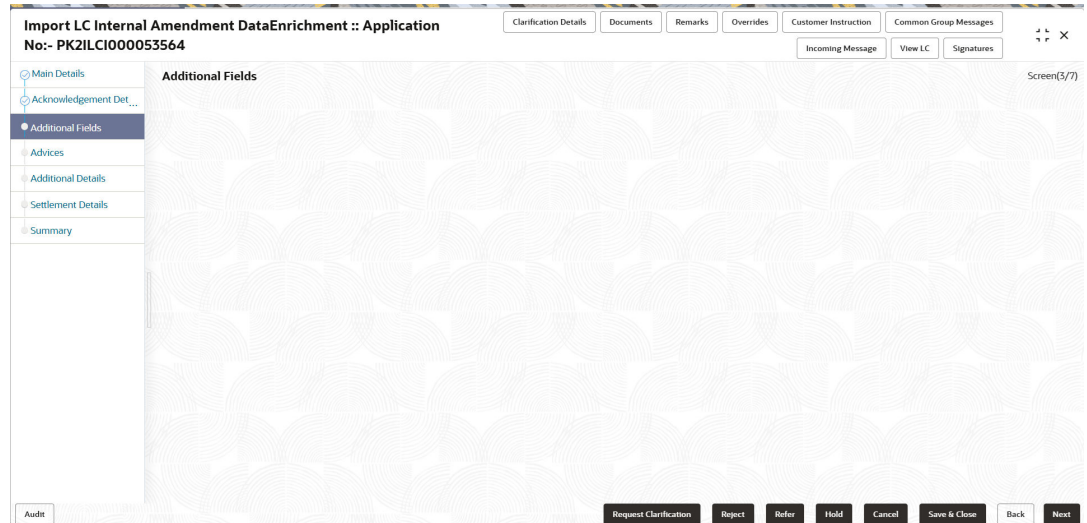 Import LC Internal Amendment DataEnrichment :: Application
No:- PK2ILCI000053564
Clarification Details
Documents
Remarks
Overrides
Customer Instruction
Common Group Messages
Incoming Message
View LC
Signatures
Main Details
Acknowledgement Det...
Additional Fields
Advices
Additional Details
Settlement Details
Summary
Additional Fields
Screen(3/7)
Audit
Request Clarification
Reject
Refer
Hold
Cancel
Save & Close
Back
Next